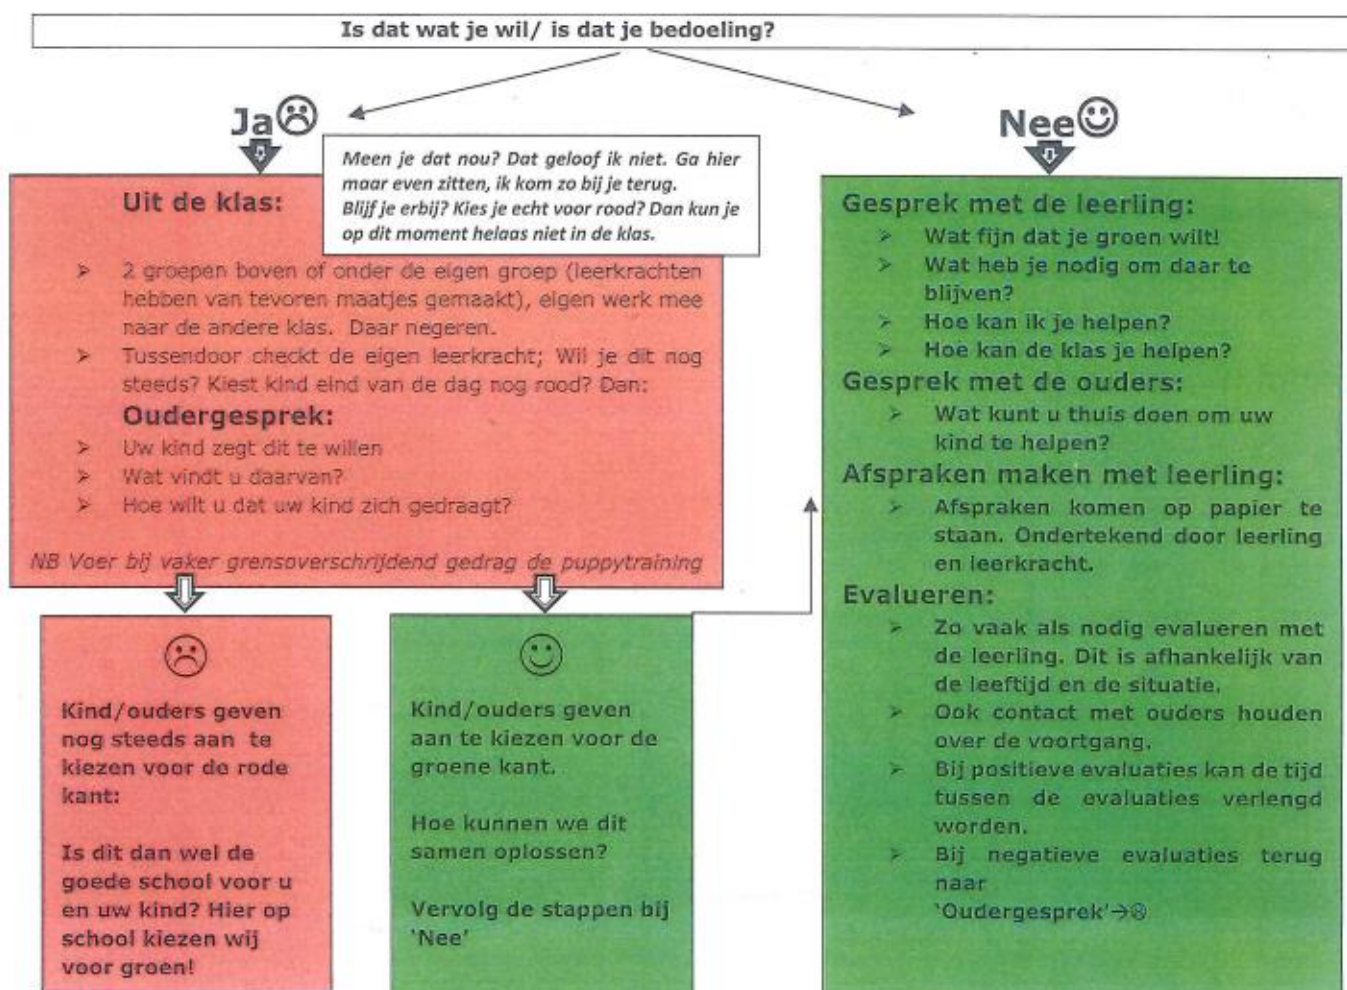 Is dat wat je wil/ is dat je bedoeling?
Ja
Meen je dat nou? Dat geloof ik niet. Ga hier
maar even zitten, ik kom zo bij je terug.
Blijf je erbij? Kies je echt voor rood? Dan kun je
op dit moment helaas niet in de klas.
Uit de klas:
➢ 2 groepen boven of onder de eigen groep (leerkrachten
hebben van tevoren maatjes gemaakt), eigen werk mee
naar de andere klas. Daar negeren.
➢ Tussendoor checkt de eigen leerkracht; Wil je dit nog
steeds? Kiest kind eind van de dag nog rood? Dan:
Oudergesprek:
➢ Uw kind zegt dit te willen
➢ Wat vindt u daarvan?
➢ Hoe wilt u dat uw kind zich gedraagt?
NB Voer bij vaker grensoverschrijdend gedrag de puppytraining
☹
Kind/ouders geven
nog steeds aan te
kiezen voor de rode
kant:
Is dit dan wel de
goede school voor u
en uw kind? Hier op
school kiezen wij
voor groen!
☺
Kind/ouders geven
aan te kiezen voor de
groene kant.
Hoe kunnen we dit
samen oplossen?
Vervolg de stappen bij
‘Nee’
Nee
Gesprek met de leerling:
➢ Wat fijn dat je groen wilt!
➢ Wat heb je nodig om daar te
blijven?
➢ Hoe kan ik je helpen?
➢ Hoe kan de klas je helpen?
Gesprek met de ouders:
➢ Wat kunt u thuis doen om uw
kind te helpen?
Afspraken maken met leerling:
➢ Afspraken komen op papier te
staan. Ondertekend door leerling
en leerkracht.
Evalueren:
➢ Zo vaak als nodig evalueren met
de leerling. Dit is afhankelijk van
de leeftijd en de situatie.
➢ Ook contact met ouders houden
over de voortgang.
➢ Bij positieve evaluaties kan de tijd
tussen de evaluaties verlengd
worden.
➢ Bij negatieve evaluaties terug
naar
‘Oudergesprek’→☹